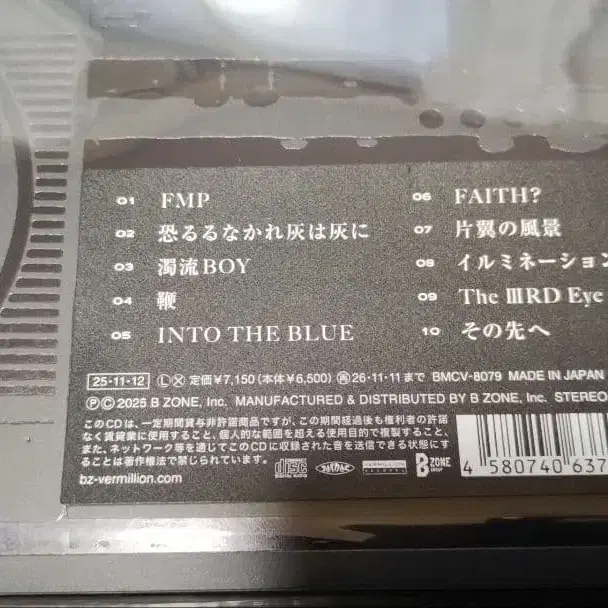 01 FMP
02 恐るるなかれ灰は灰に
03 濁流BOY
04 鞭
05 INTO THE BLUE
06 FAITH?
07 片翼の風景
08 イルミネーション
09 The ⅢRD Eye
10 その先へ
25・11・12 Ⓛ Ⓧ 定価￥7,150(本体￥6,500) 再 26・11・11まで BMCV-8079 MADE IN JAPAN
ⓅⒸ 2025 B ZONE, Inc. MANUFACTURED & DISTRIBUTED BY B ZONE, Inc. STEREO
このCDは、一定期間貸与非許諾商品ですが、この期間経過後も権利者の許諾
なく賃貸業に使用すること、個人的な範囲を超える使用目的で複製すること、
また、ネットワーク等を通じてこのCDに収録された音を送信できる状態にす
ることは著作権法で禁じられています。
bz-vermillion.com
VERMILLION RECORDS
B ZONE GROUP
4 580740 637